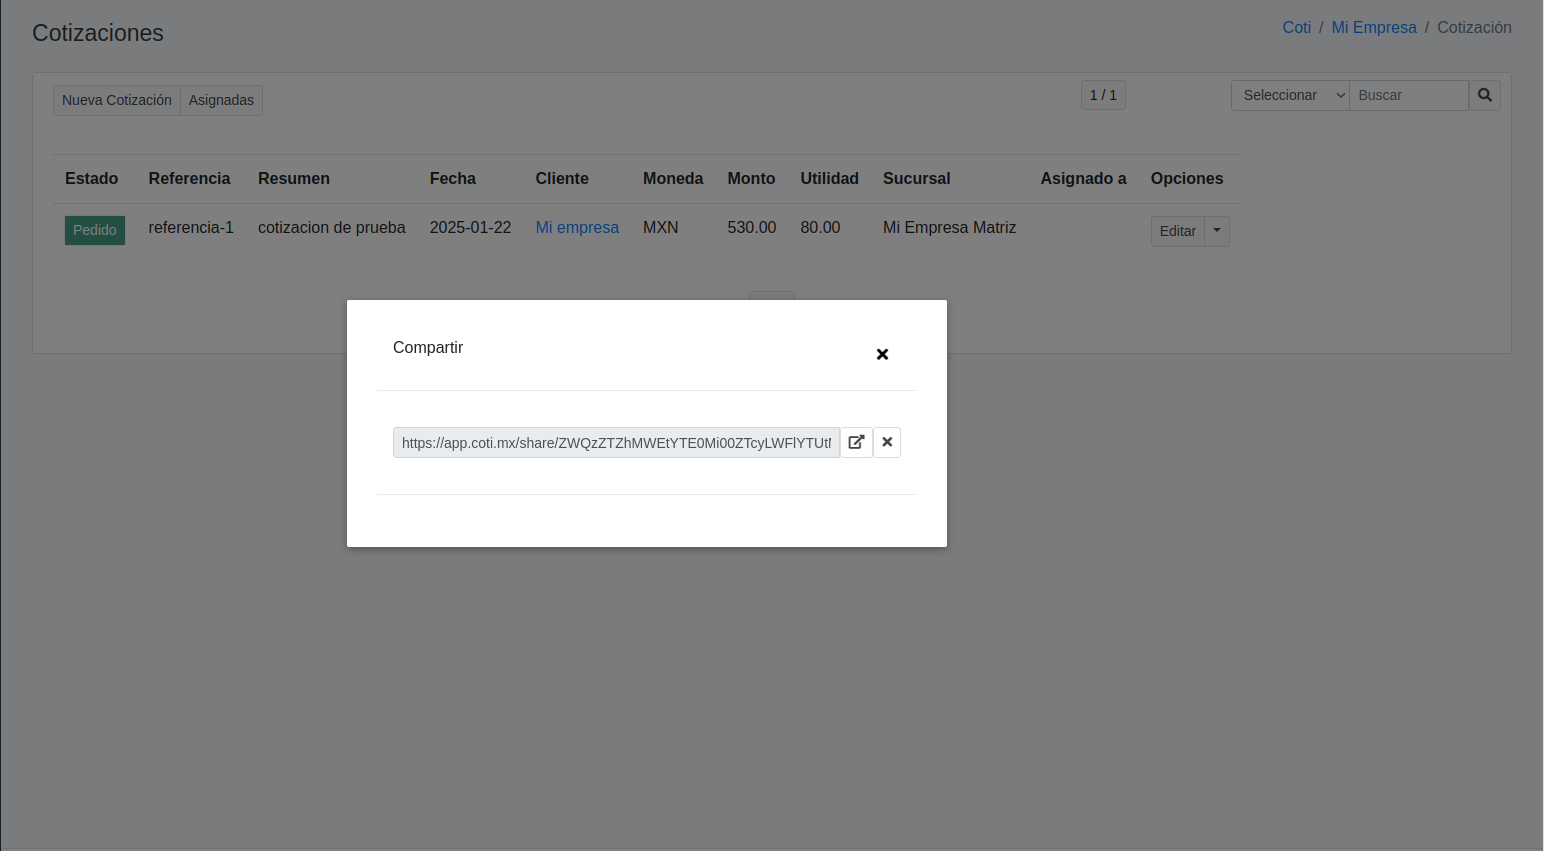 Cotizaciones
Coti / Mi Empresa / Cotización
Nueva Cotización Asignadas 1 / 1 Seleccionar Buscar
Estado Referencia Resumen Fecha Cliente Moneda Monto Utilidad Sucursal Asignado a Opciones
Pedido referencia-1 cotizacion de prueba 2025-01-22 Mi empresa MXN 530.00 80.00 Mi Empresa Matriz Editar
Compartir
https://app.coti.mx/share/ZWQzZTZhMWEtYTE0Mi00ZTcyLWFlYTUt